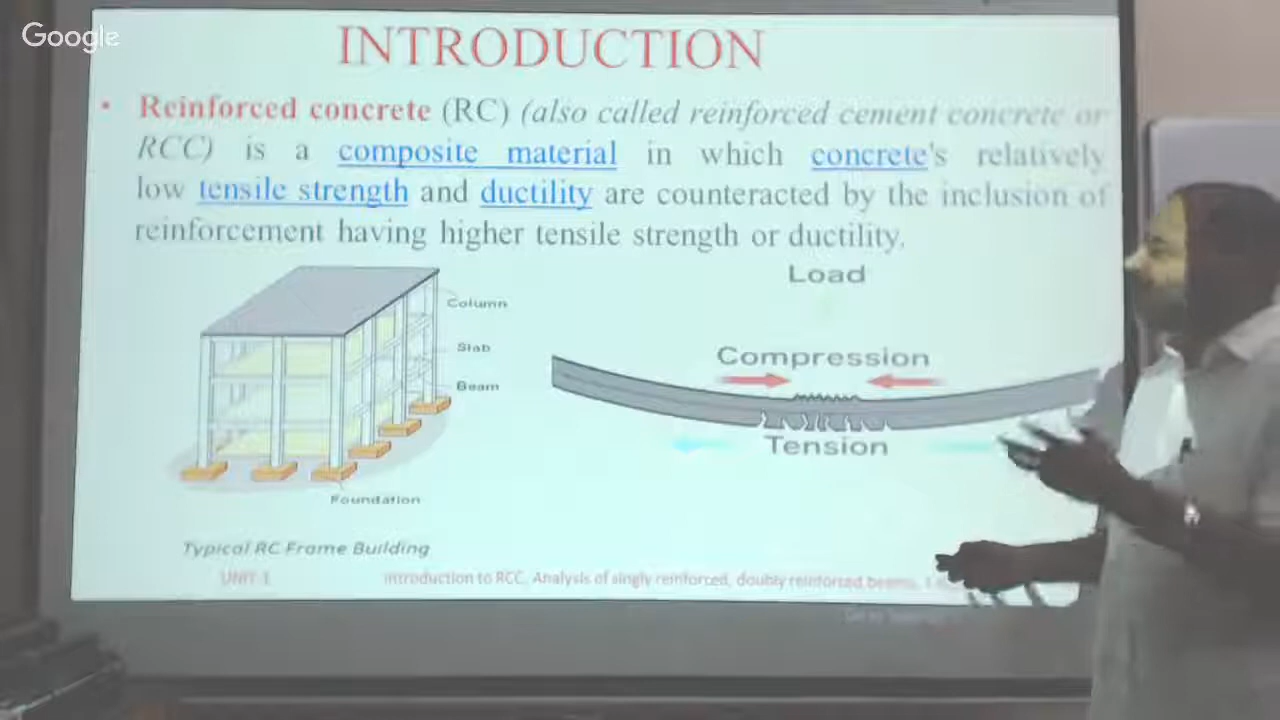 Google
INTRODUCTION
• Reinforced concrete (RC) (also called reinforced cement concrete or
RCC) is a composite material in which concrete's relatively
low tensile strength and ductility are counteracted by the inclusion of
reinforcement having higher tensile strength or ductility.
Column
Slab
Beam
Foundation
Typical RC Frame Building
Load
Compression
Tension
UNIT 1
Introduction to RCC, Analysis of singly reinforced, doubly reinforced beams,